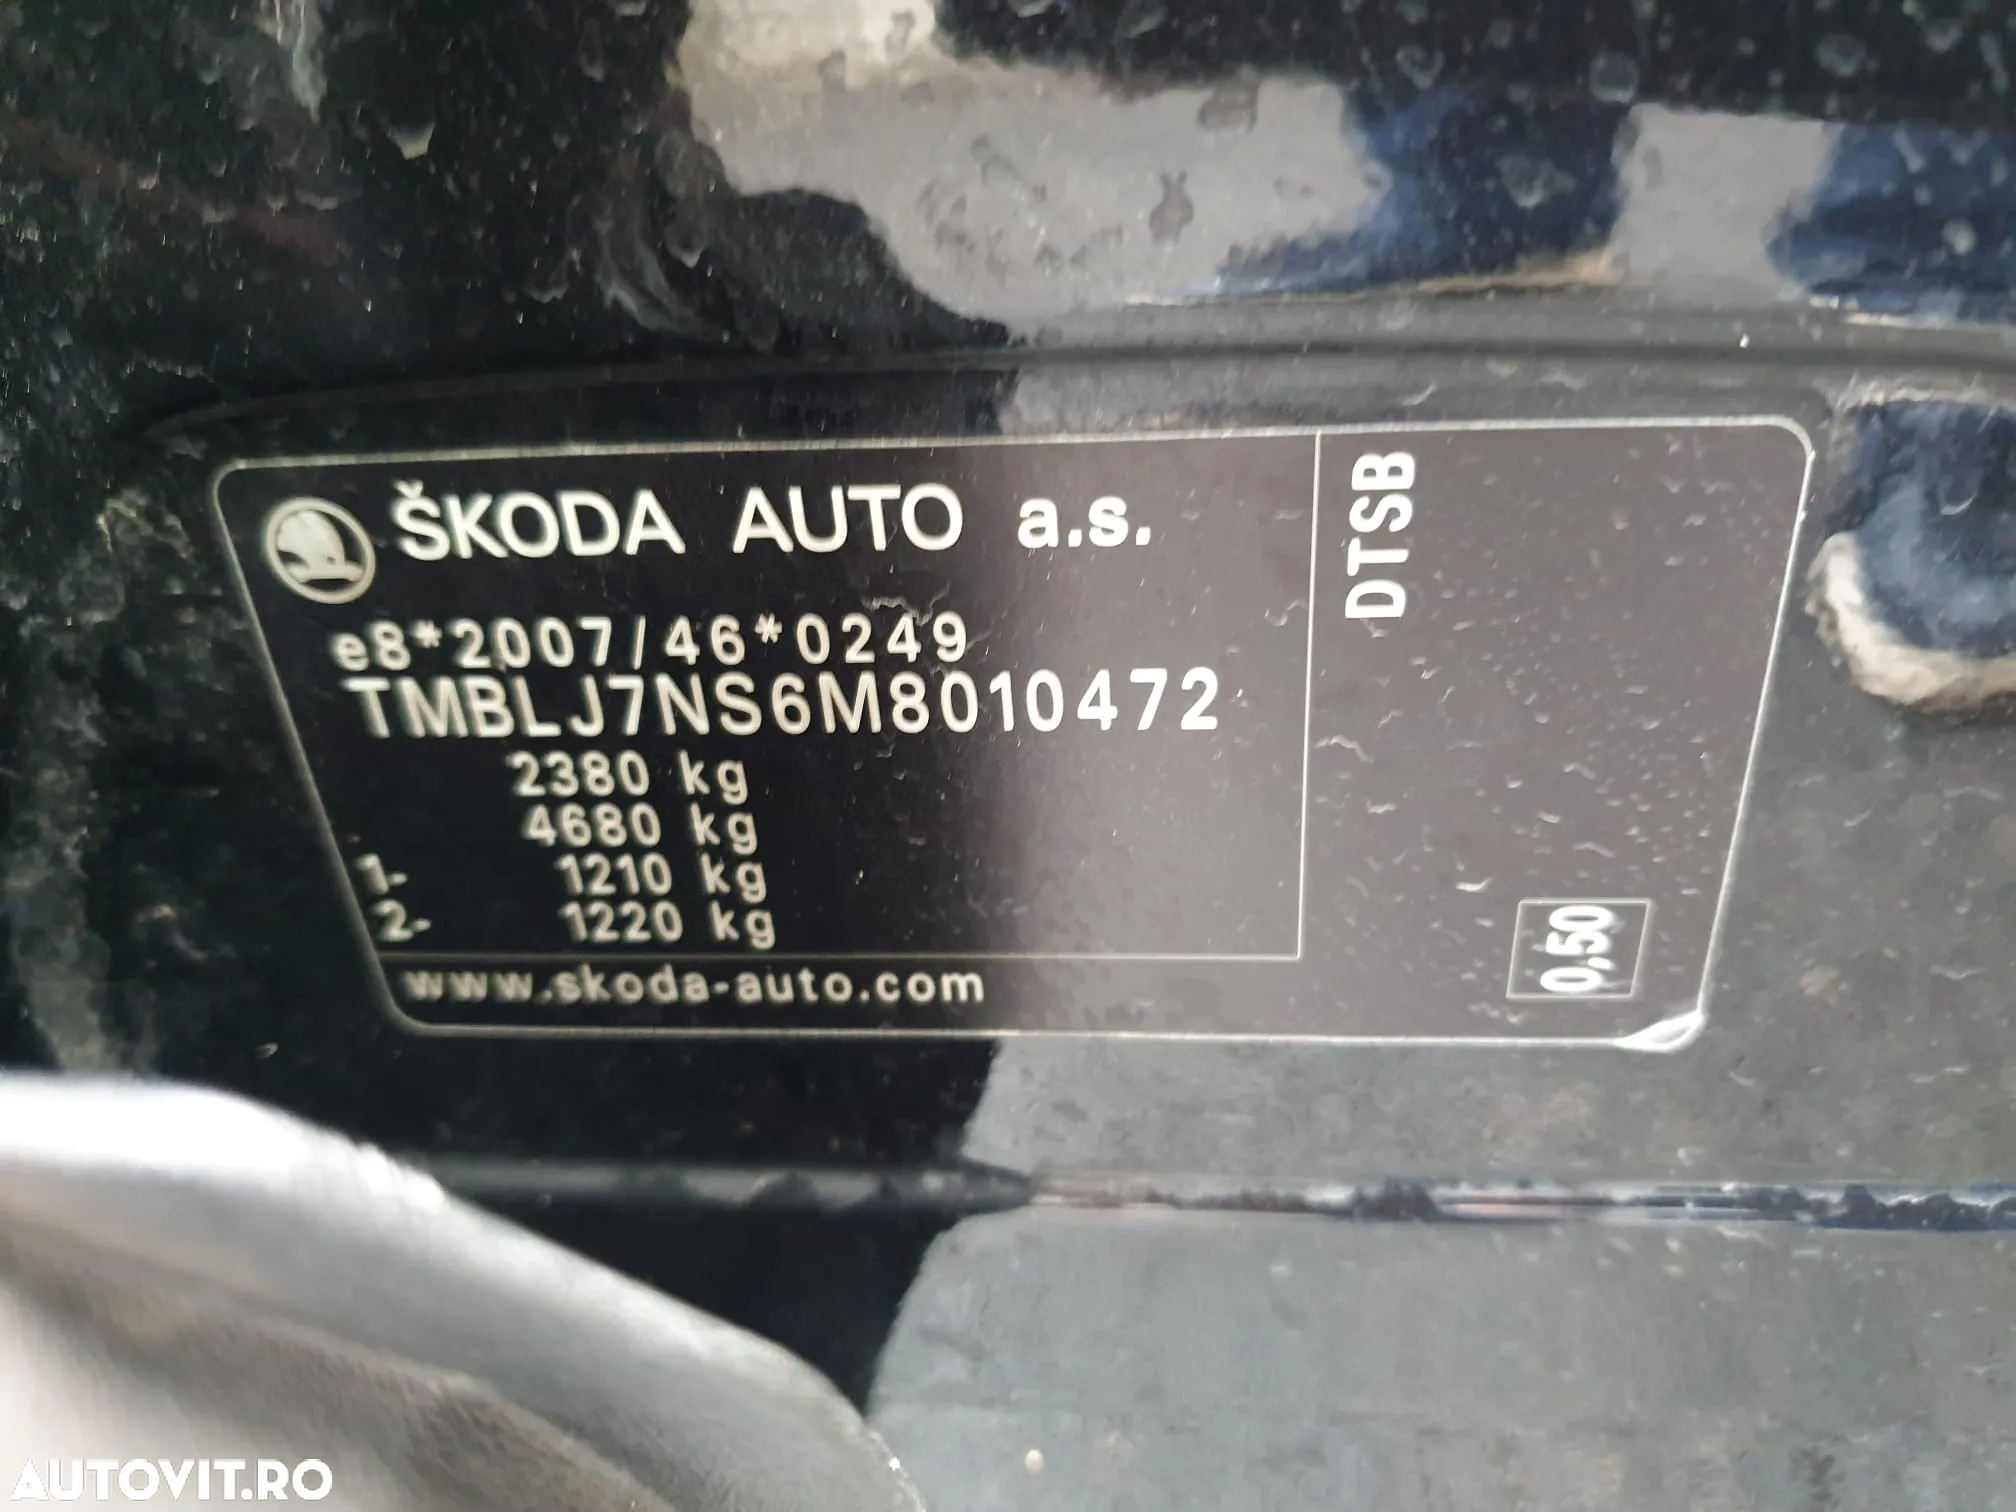 ŠKODA AUTO a.s.
e8*2007/46*0249
TMBLJ7NS6M8010472
2380 kg
4680 kg
1- 1210 kg
2- 1220 kg
www.skoda-auto.com
DTSB
0,50
AUTOVIT.RO